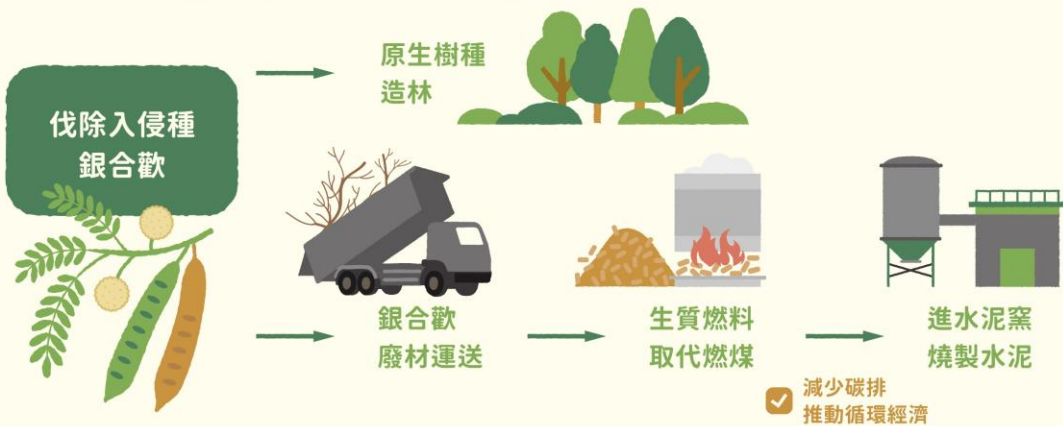 伐除入侵種
銀合歡
原生樹種
造林
銀合歡
廢材運送
生質燃料
取代燃煤
進水泥窯
燒製水泥
減少碳排
推動循環經濟